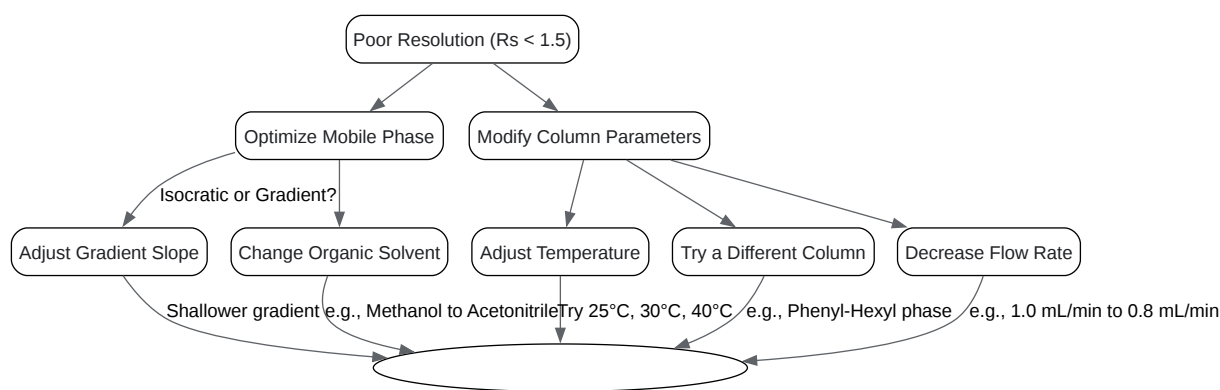 Poor Resolution (Rs < 1.5)
Optimize Mobile Phase
Modify Column Parameters
Isocratic or Gradient?
Adjust Gradient Slope
Change Organic Solvent
Adjust Temperature
Try a Different Column
Decrease Flow Rate
Shallower gradient
e.g., Methanol to Acetonitrile
Try 25°C, 30°C, 40°C
e.g., Phenyl-Hexyl phase
e.g., 1.0 mL/min to 0.8 mL/min